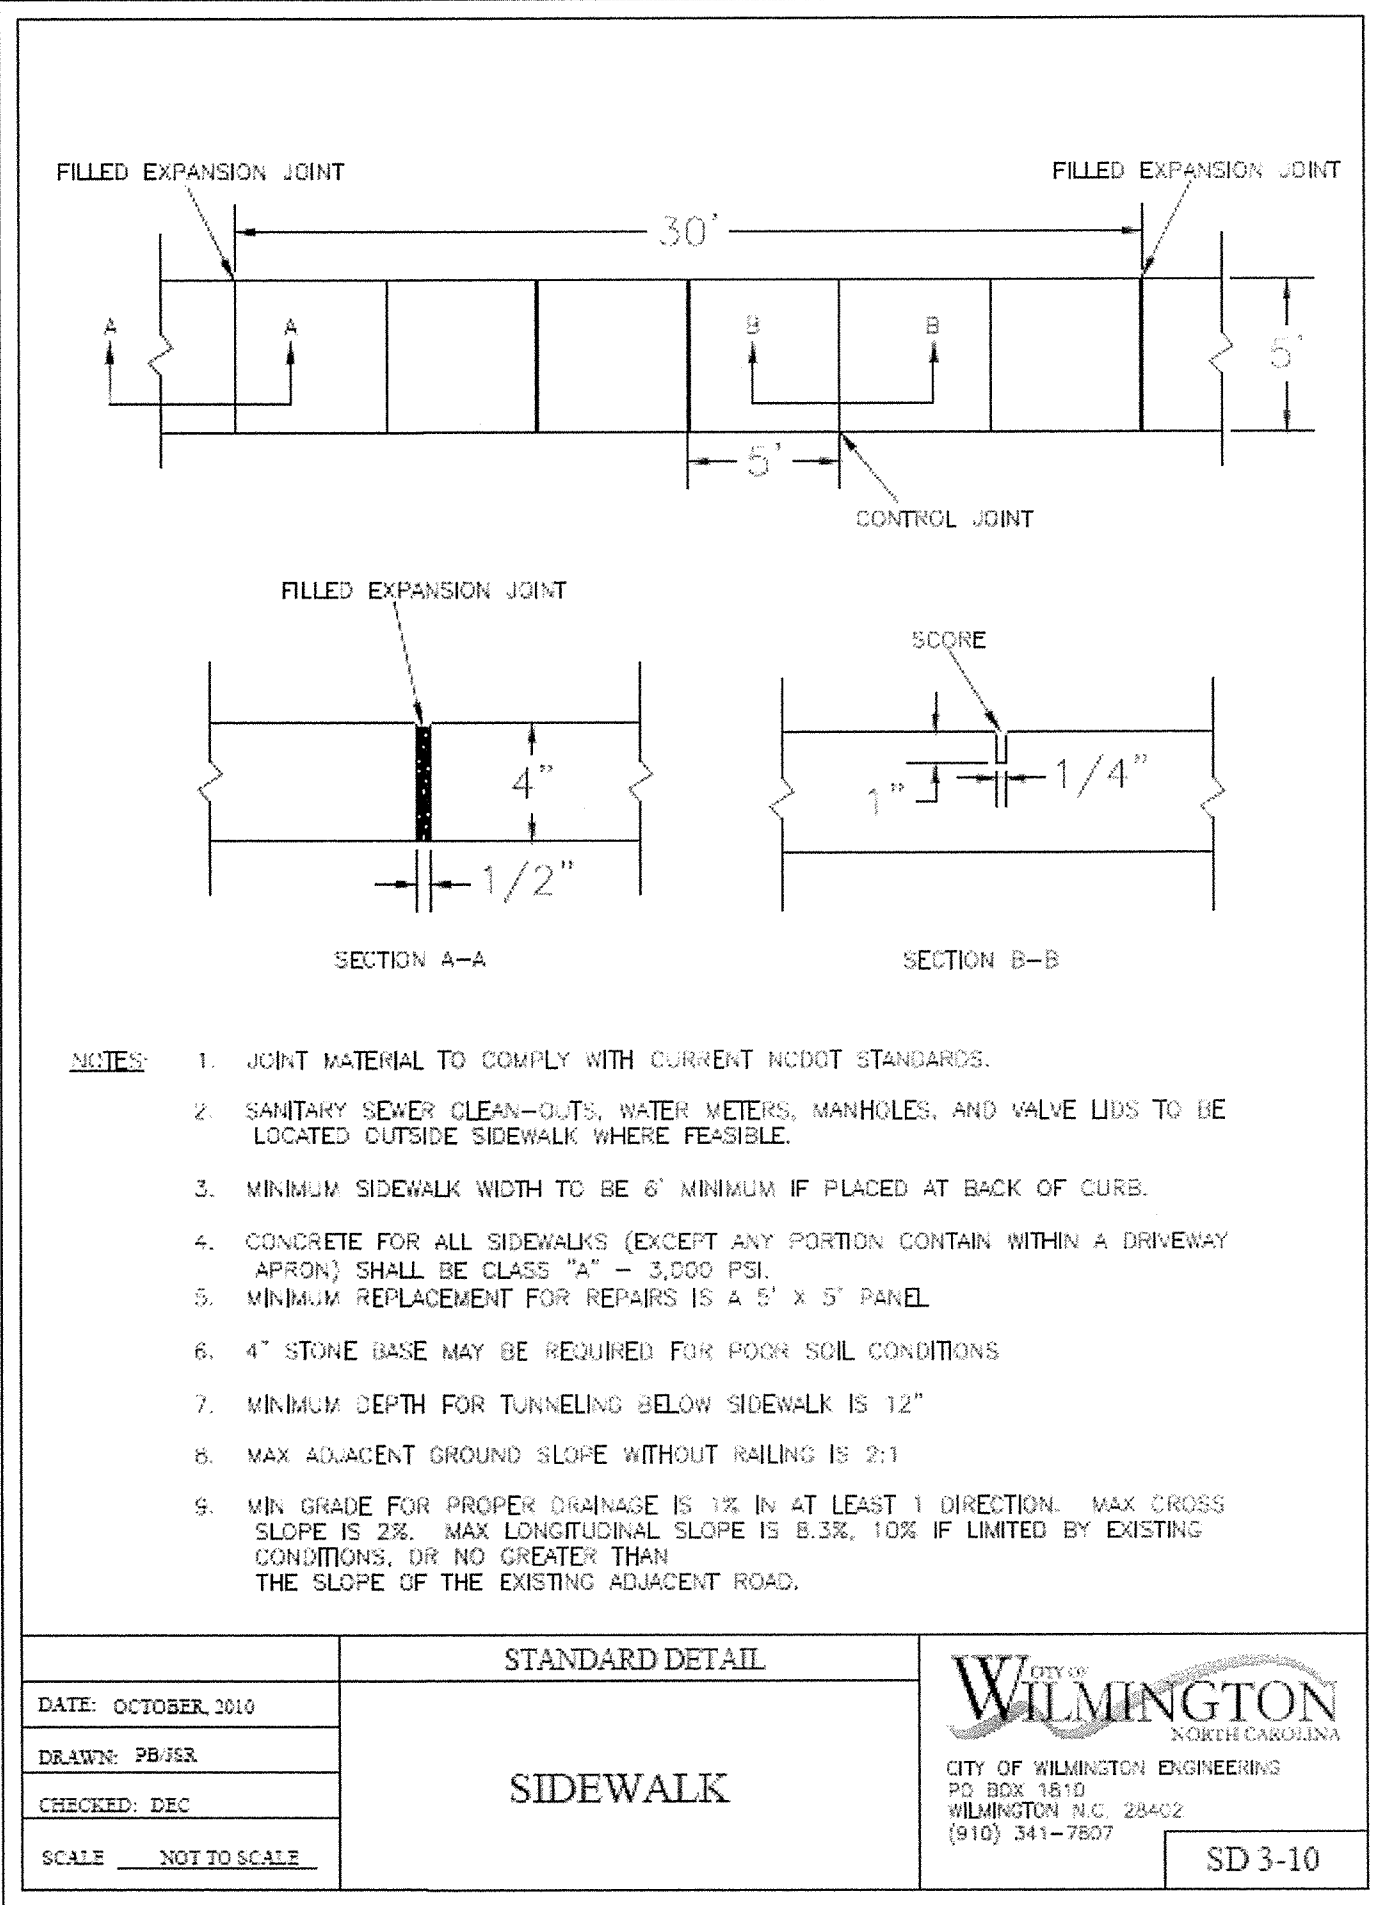 FILLED EXPANSION JOINT
FILLED EXPANSION JOINT
30'
A
A
B
B
5'
5'
CONTROL JOINT
FILLED EXPANSION JOINT
SCORE
4"
1"
1/4"
1/2"
SECTION A-A
SECTION B-B
NOTES:
1. JOINT MATERIAL TO COMPLY WITH CURRENT NCDOT STANDARDS.
2. SANITARY SEWER CLEAN-OUTS, WATER METERS, MANHOLES, AND VALVE LIDS TO BE
LOCATED OUTSIDE SIDEWALK WHERE FEASIBLE.
3. MINIMUM SIDEWALK WIDTH TO BE 6' MINIMUM IF PLACED AT BACK OF CURB.
4. CONCRETE FOR ALL SIDEWALKS (EXCEPT ANY PORTION CONTAIN WITHIN A DRIVEWAY
APRON) SHALL BE CLASS "A" - 3,000 PSI.
5. MINIMUM REPLACEMENT FOR REPAIRS IS A 5' X 5' PANEL
6. 4" STONE BASE MAY BE REQUIRED FOR POOR SOIL CONDITIONS
7. MINIMUM DEPTH FOR TUNNELING BELOW SIDEWALK IS 12"
8. MAX ADJACENT GROUND SLOPE WITHOUT RAILING IS 2:1
9. MIN GRADE FOR PROPER DRAINAGE IS 1% IN AT LEAST 1 DIRECTION. MAX CROSS
SLOPE IS 2%. MAX LONGITUDINAL SLOPE IS 8.3%, 10% IF LIMITED BY EXISTING
CONDITIONS, OR NO GREATER THAN
THE SLOPE OF THE EXISTING ADJACENT ROAD.
STANDARD DETAIL
SIDEWALK
DATE: OCTOBER, 2010
DRAWN: PB/JSR
CHECKED: DEC
SCALE NOT TO SCALE
CITY OF
WILMINGTON
NORTH CAROLINA
CITY OF WILMINGTON ENGINEERING
PO BOX 1810
WILMINGTON N.C. 28402
(910) 341-7807
SD 3-10